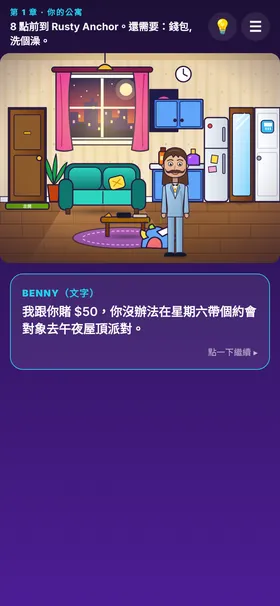 第 1 章 · 你的公寓
8 點前到 Rusty Anchor。還需要：錢包,
洗個澡。
BENNY（文字）
我跟你賭 $50，你沒辦法在星期六帶個約會
對象去午夜屋頂派對。
點一下繼續 ▸